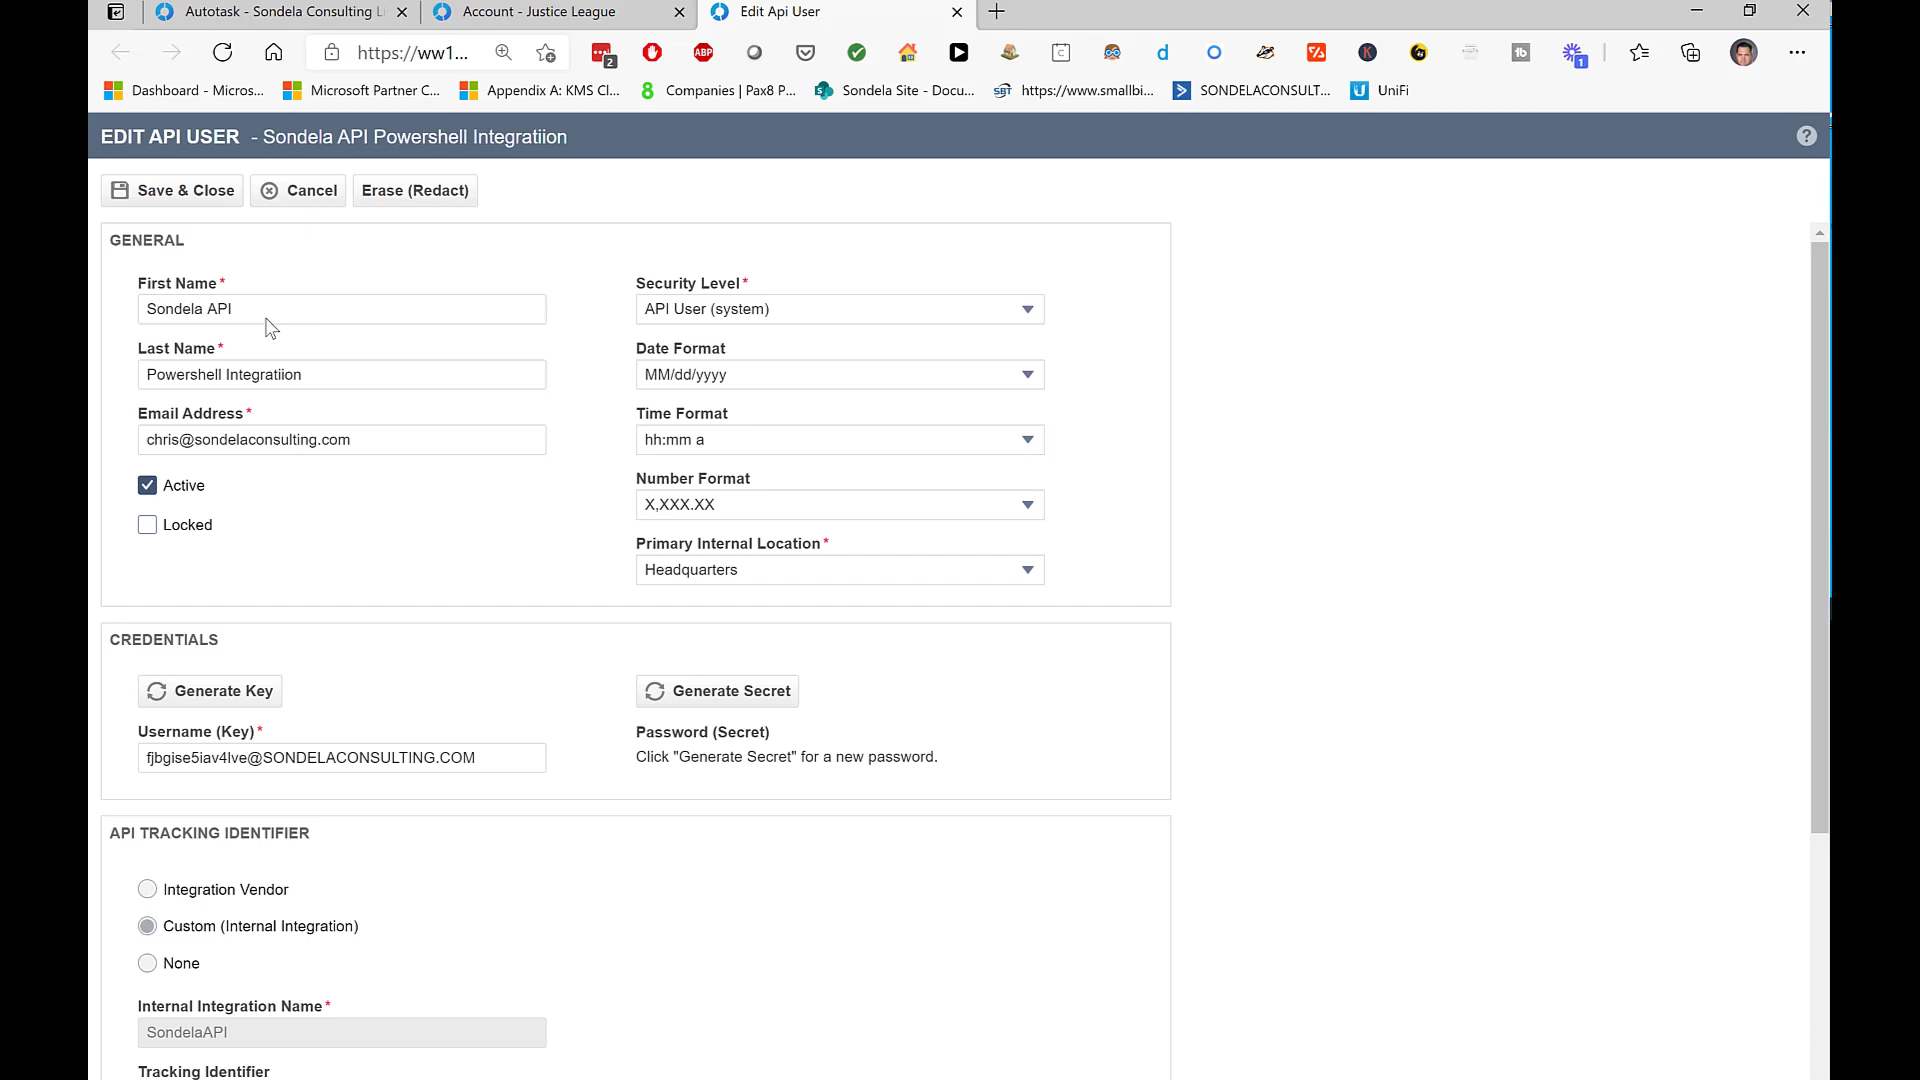 Autotask - Sondela Consulting L
Account - Justice League
Edit Api User
https://ww1...
2
ABP
1
Dashboard - Micros...
Microsoft Partner C...
Appendix A: KMS Cl...
Companies | Pax8 P...
Sondela Site - Docu...
https://www.smallbi...
SONDELACONSULT...
UniFi
EDIT API USER - Sondela API Powershell Integratiion
Save & Close
Cancel
Erase (Redact)
GENERAL
First Name *
Sondela API
Last Name *
Powershell Integratiion
Email Address *
chris@sondelaconsulting.com
Active
Locked
Security Level *
API User (system)
Date Format
MM/dd/yyyy
Time Format
hh:mm a
Number Format
X,XXX.XX
Primary Internal Location *
Headquarters
CREDENTIALS
Generate Key
Username (Key) *
fjbgise5iav4lve@SONDELACONSULTING.COM
Generate Secret
Password (Secret)
Click "Generate Secret" for a new password.
API TRACKING IDENTIFIER
Integration Vendor
Custom (Internal Integration)
None
Internal Integration Name *
SondelaAPI
Tracking Identifier